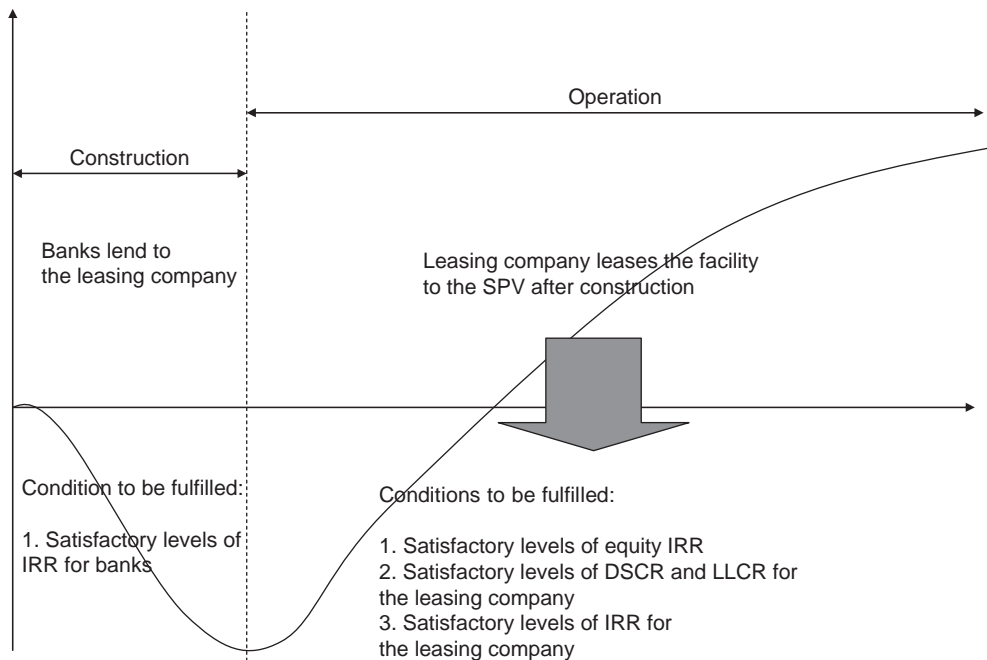 Operation
Construction
Banks lend to
the leasing company
Leasing company leases the facility
to the SPV after construction
Condition to be fulfilled:
1. Satisfactory levels of
IRR for banks
Conditions to be fulfilled:
1. Satisfactory levels of equity IRR
2. Satisfactory levels of DSCR and LLCR for
the leasing company
3. Satisfactory levels of IRR for
the leasing company